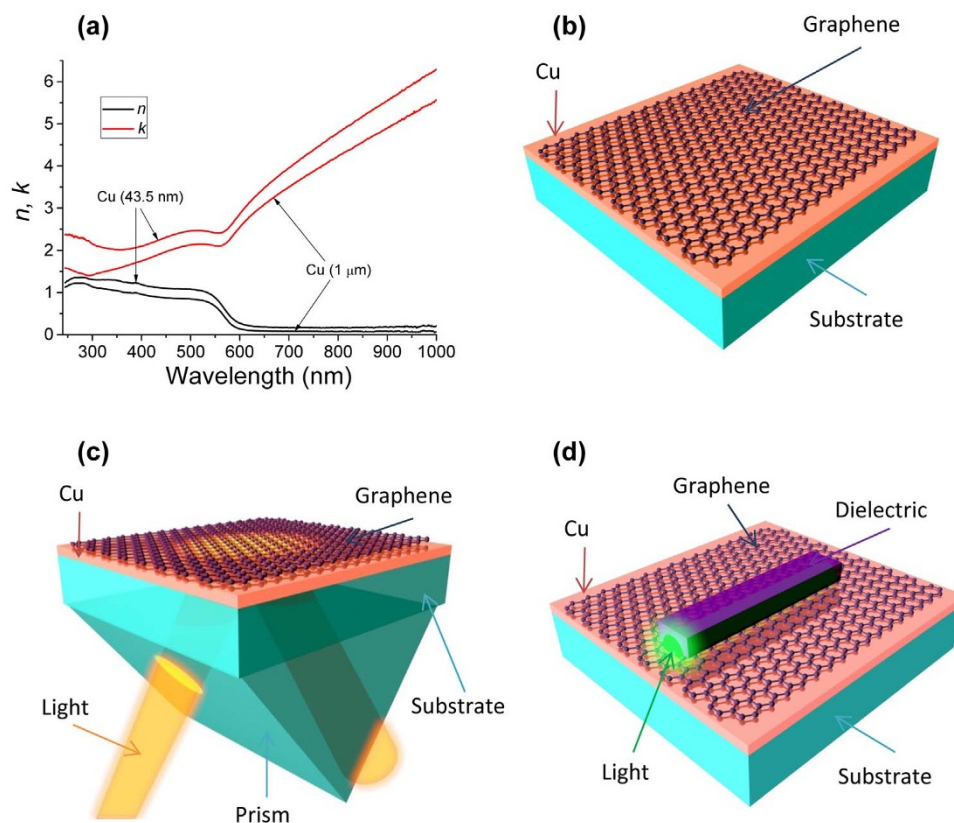 (a)
n
k
Cu (43.5 nm)
Cu (1 μm)
n, k
6
5
4
3
2
1
0
300 400 500 600 700 800 900 1000
Wavelength (nm)
(b)
Graphene
Cu
Substrate
(c)
Cu
Graphene
Substrate
Light
Prism
(d)
Graphene
Dielectric
Cu
Light
Substrate